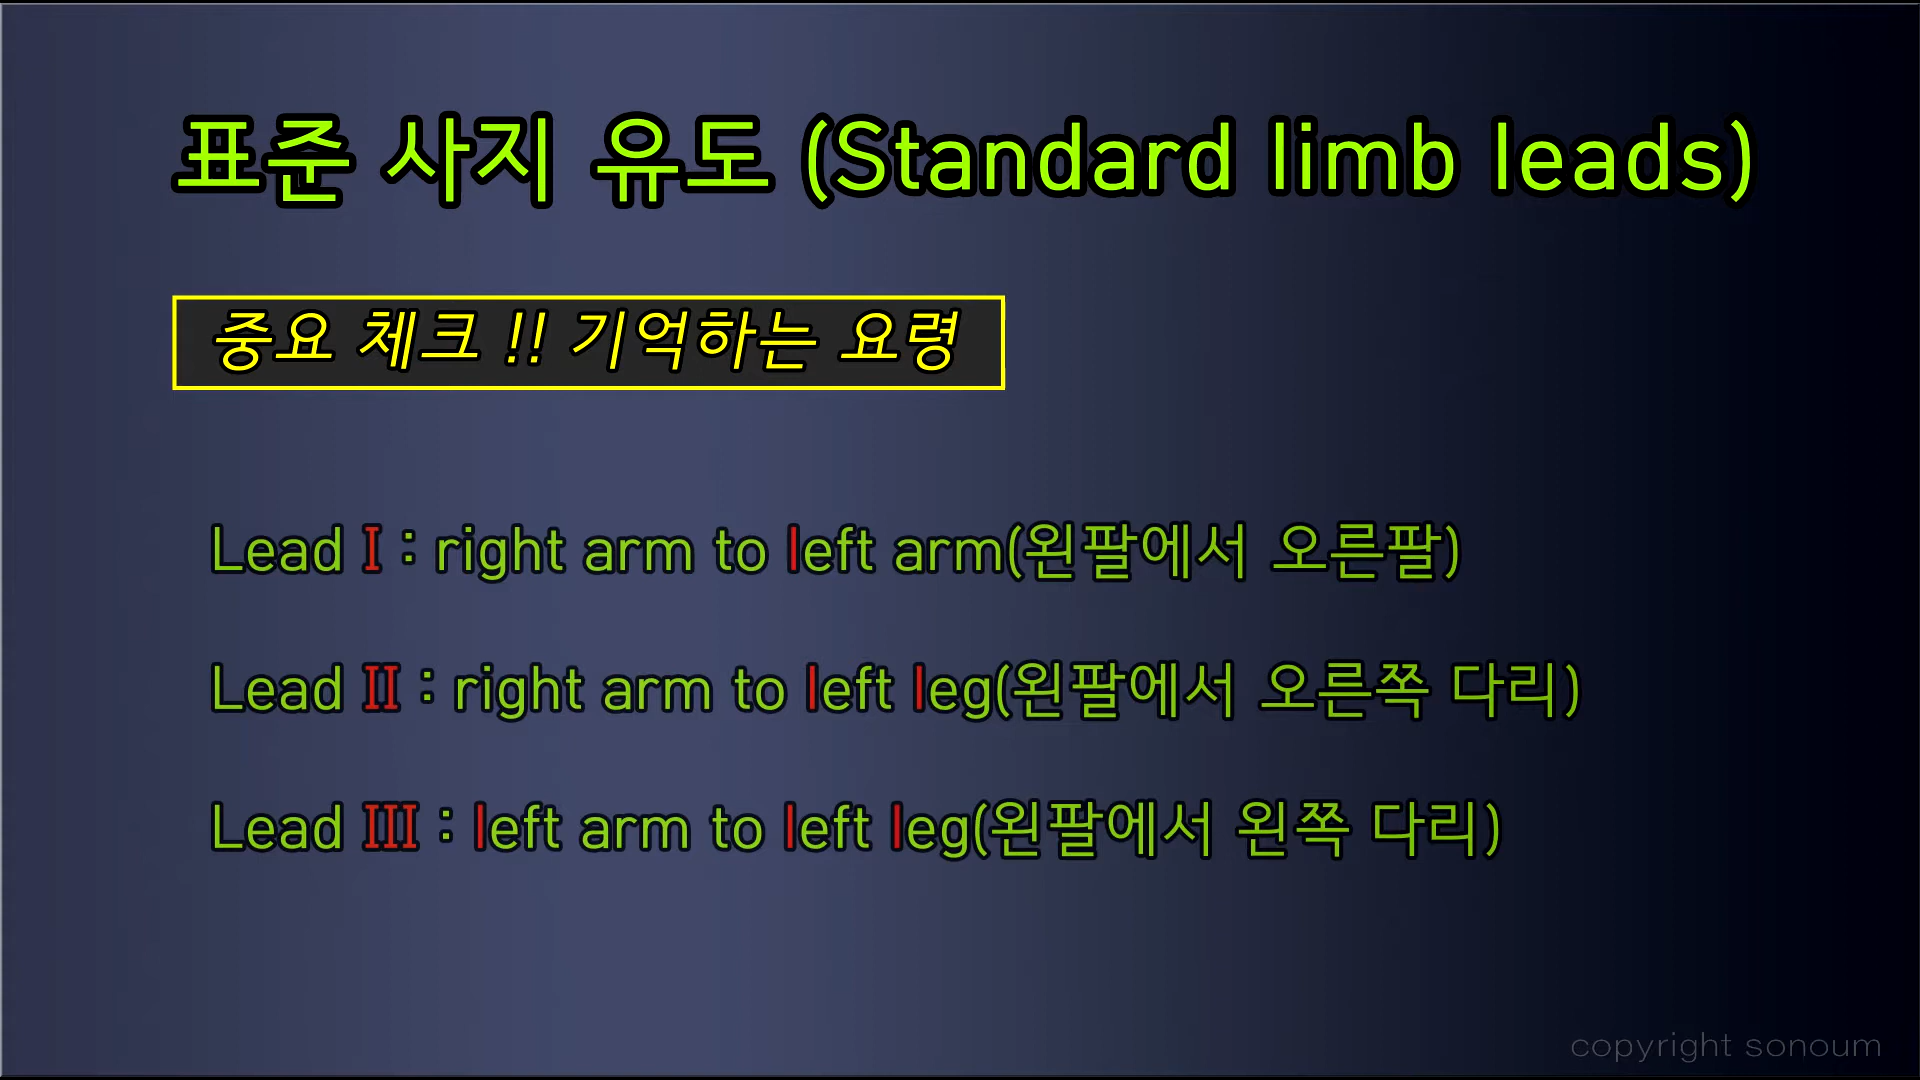 표준 사지 유도 (Standard limb leads)
중요 체크 !! 기억하는 요령
Lead I : right arm to left arm(왼팔에서 오른팔)
Lead II : right arm to left leg(왼팔에서 오른쪽 다리)
Lead III : left arm to left leg(왼팔에서 왼쪽 다리)
copyright sonoum